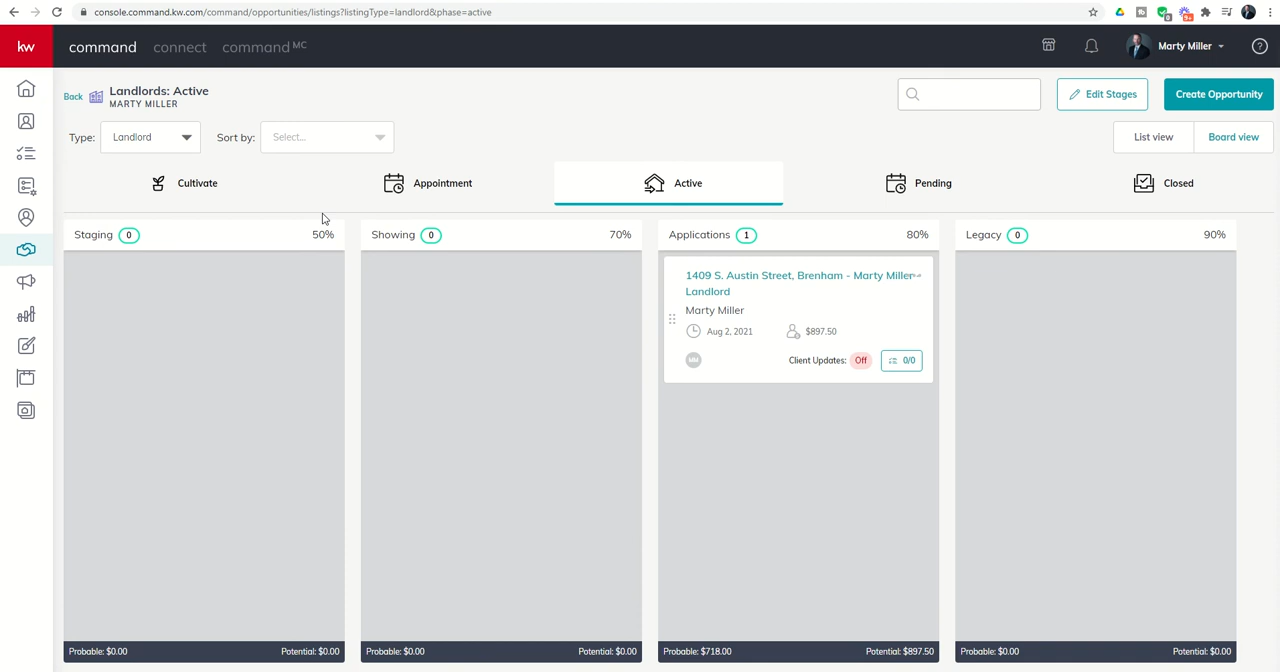 console.command.kw.com/command/opportunities/listings?listingType=landlord&phase=active
kw command connect command MC Marty Miller
Back Landlords: Active
MARTY MILLER
Edit Stages Create Opportunity
Type: Landlord Sort by: Select... List view Board view
Cultivate Appointment Active Pending Closed
Staging 0 50% Showing 0 70% Applications 1 80% Legacy 0 90%
1409 S. Austin Street, Brenham - Marty Miller-
Landlord
Marty Miller
Aug 2, 2021 $897.50
MM Client Updates: Off 0/0
Probable: $0.00 Potential: $0.00 Probable: $0.00 Potential: $0.00 Probable: $718.00 Potential: $897.50 Probable: $0.00 Potential: $0.00